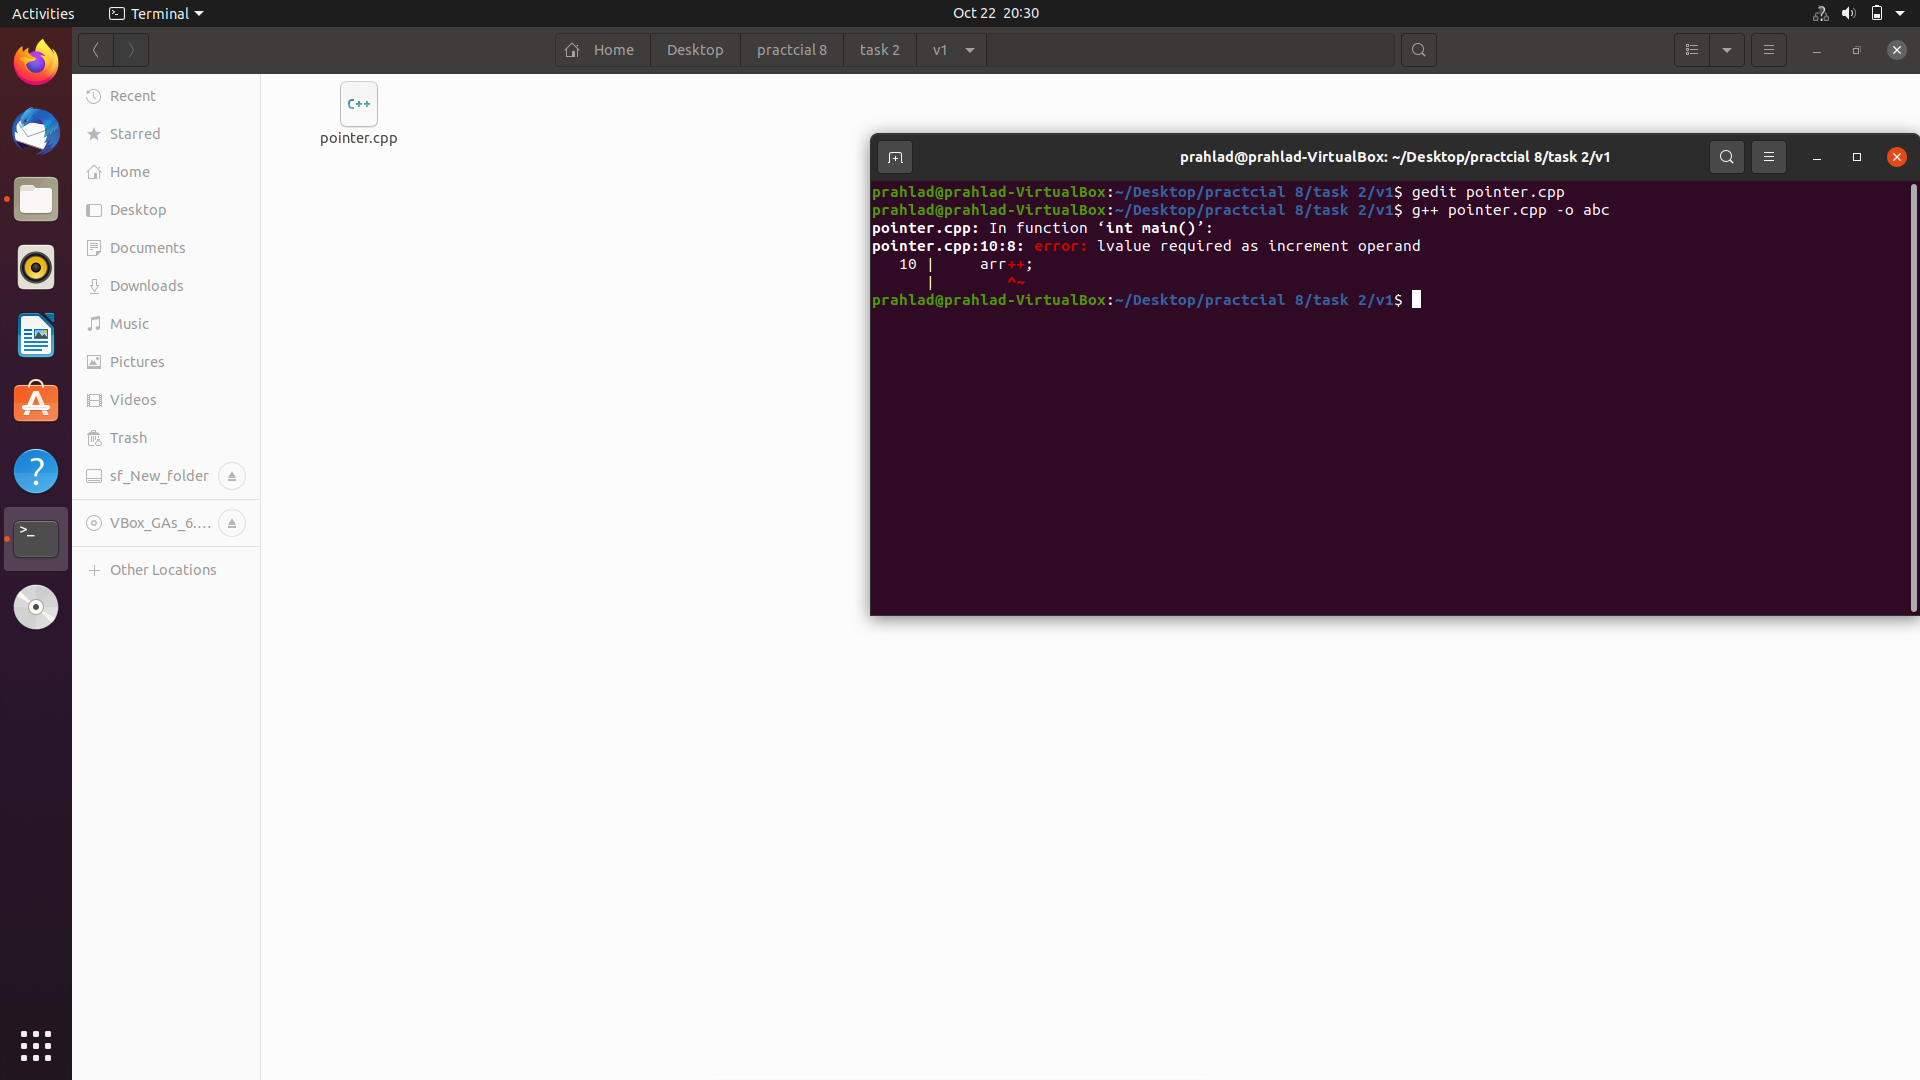 Activities
Terminal
Oct 22 20:30
Home
Desktop
practcial 8
task 2
v1
Recent
Starred
Home
Desktop
Documents
Downloads
Music
Pictures
Videos
Trash
sf_New_folder
VBox_GAs_6....
Other Locations
C++
pointer.cpp
prahlad@prahlad-VirtualBox: ~/Desktop/practcial 8/task 2/v1
prahlad@prahlad-VirtualBox:~/Desktop/practcial 8/task 2/v1$ gedit pointer.cpp
prahlad@prahlad-VirtualBox:~/Desktop/practcial 8/task 2/v1$ g++ pointer.cpp -o abc
pointer.cpp: In function ‘int main()’:
pointer.cpp:10:8: error: lvalue required as increment operand
   10 |     arr++;
      |        ^~
prahlad@prahlad-VirtualBox:~/Desktop/practcial 8/task 2/v1$